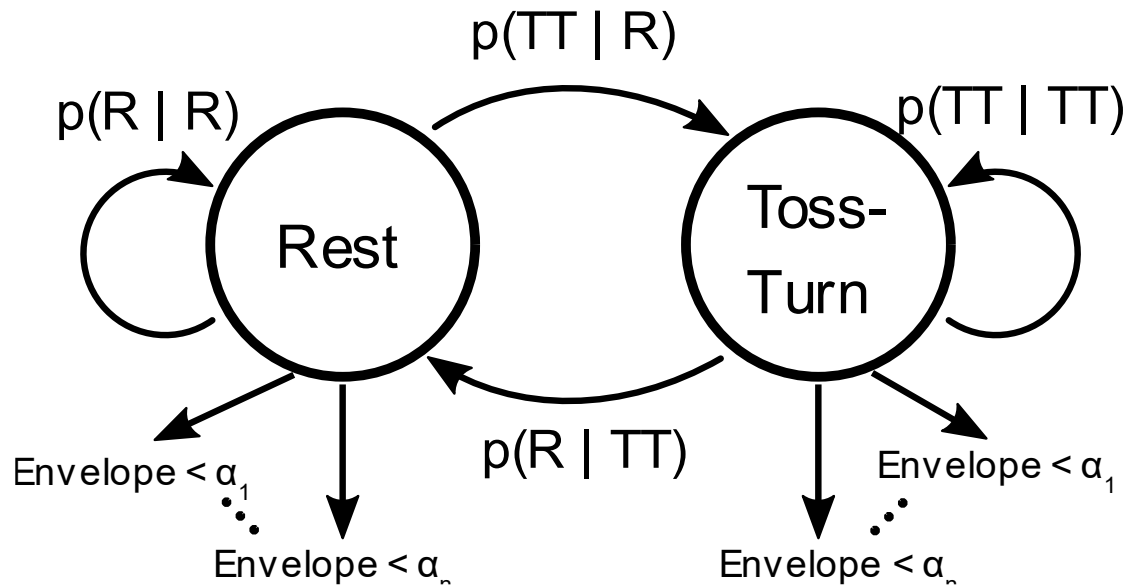 p(TT | R)
p(R | R)
p(TT | TT)
Rest
Toss-
Turn
p(R | TT)
Envelope < α₁
Envelope < α₁
Envelope < αₙ
Envelope < αₙ